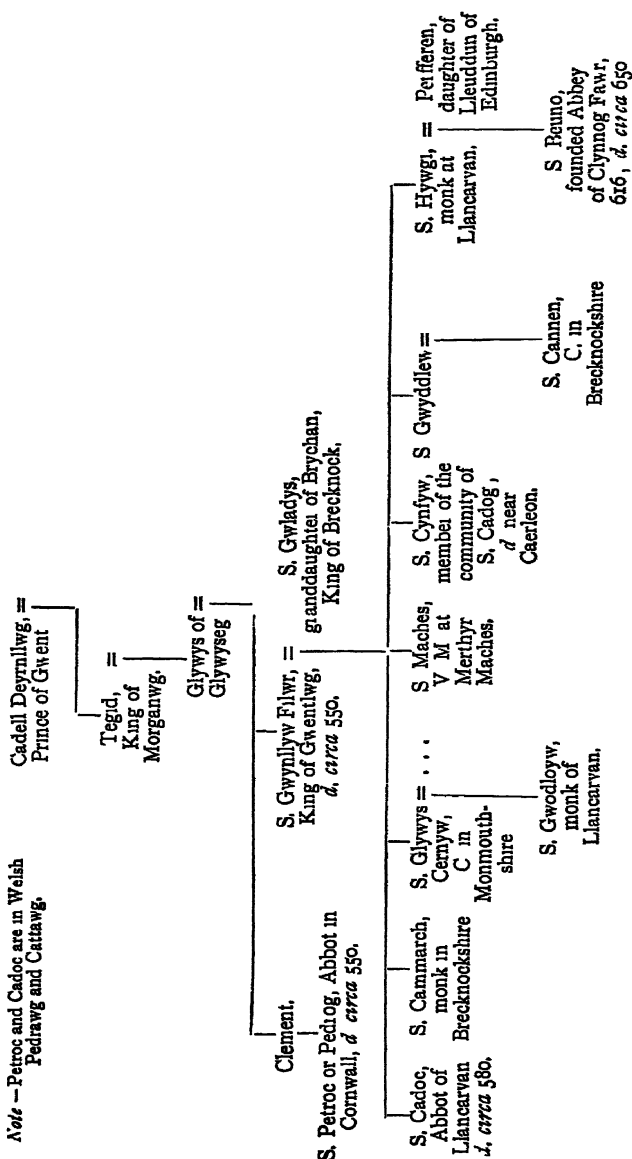 Note —Petroc and Cadoc are in Welsh
Pedrawg and Cattawg.
Cadell Deyrnllwg, =
Prince of Gwent
Tegid, =
King of
Morganwg.
Glywys of =
Glywyseg
Clement.
S. Petroc or Pedrog, Abbot in
Cornwall, d circa 550.
S. Gwynllyw Filwr, =
King of Gwentlwg,
d. circa 550.
S. Gwladys,
granddaughter of Brychan,
King of Brecknock.
S. Cadoc,
Abbot of
Llancarvan
d. circa 580.
S. Cammarch,
monk in
Brecknockshire
S. Glywys = . . .
Cernyw,
C in
Monmouth-
shire
S. Gwodloyw,
monk of
Llancarvan.
S Maches,
V M at
Merthyr
Maches.
S. Cynfyw,
member of the
community of
S. Cadog,
d near
Caerleon.
S Gwyddlew =
S. Cannen,
C. in
Brecknockshire
S. Hywgi, =
monk at
Llancarvan.
Peifferen,
daughter of
Lleuddun of
Edinburgh.
S Beuno,
founded Abbey
of Clynnog Fawr,
616, d. circa 650